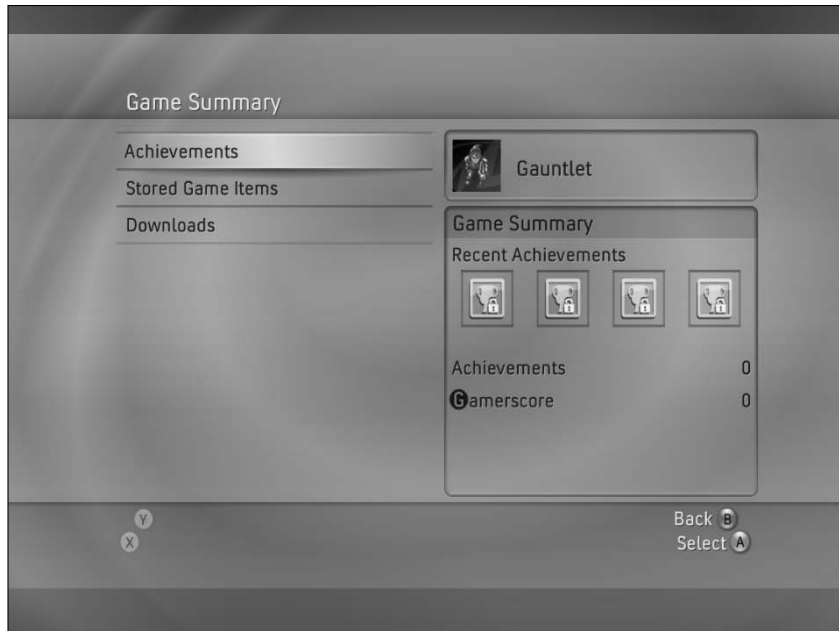 Game Summary
Achievements
Stored Game Items
Downloads
Gauntlet
Game Summary
Recent Achievements
Achievements 0
Gamerscore 0
Y
X
Back B
Select A